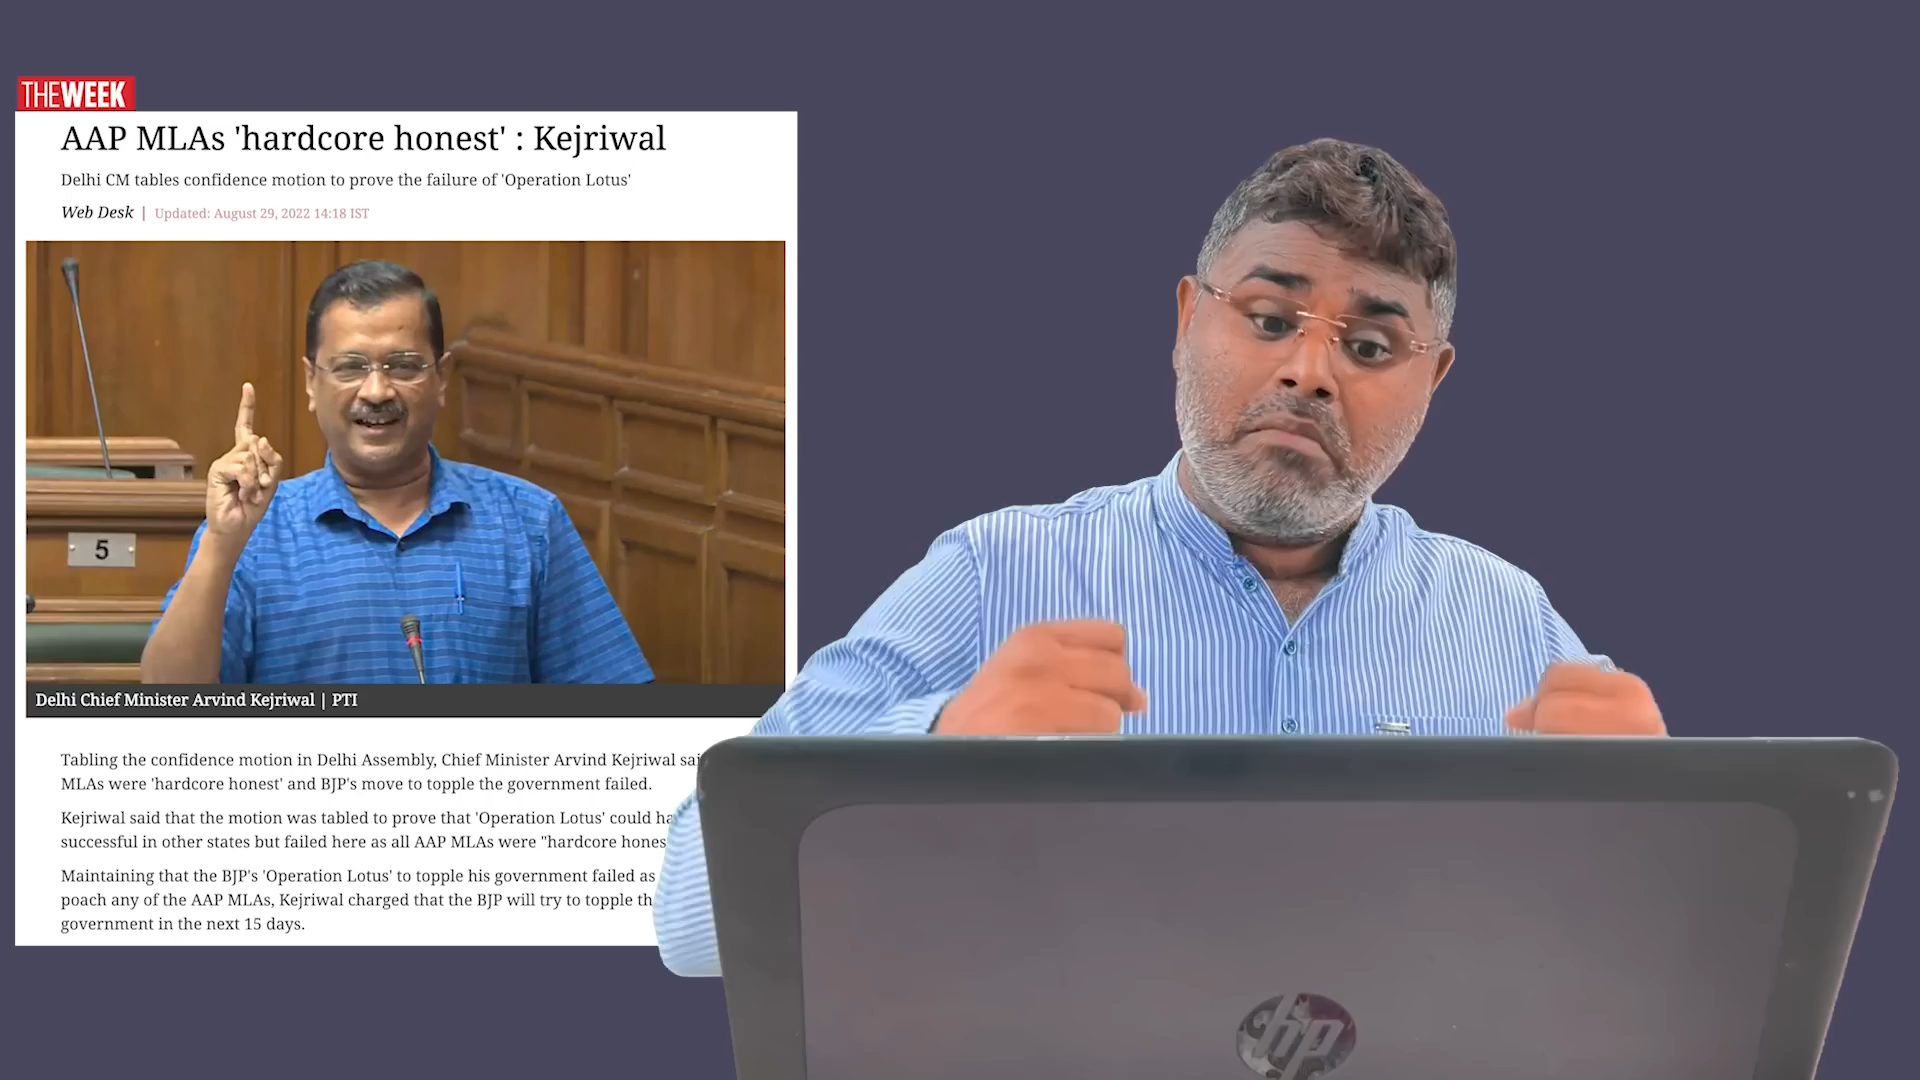 THEWEEK
AAP MLAs 'hardcore honest' : Kejriwal
Delhi CM tables confidence motion to prove the failure of 'Operation Lotus'
Web Desk | Updated: August 29, 2022 14:18 IST
5
Delhi Chief Minister Arvind Kejriwal | PTI
Tabling the confidence motion in Delhi Assembly, Chief Minister Arvind Kejriwal
MLAs were 'hardcore honest' and BJP's move to topple the government failed.
Kejriwal said that the motion was tabled to prove that 'Operation Lotus' could
successful in other states but failed here as all AAP MLAs were "hardcore
Maintaining that the BJP's 'Operation Lotus' to topple his government failed as
poach any of the AAP MLAs, Kejriwal charged that the BJP will try to topple
government in the next 15 days.
hp